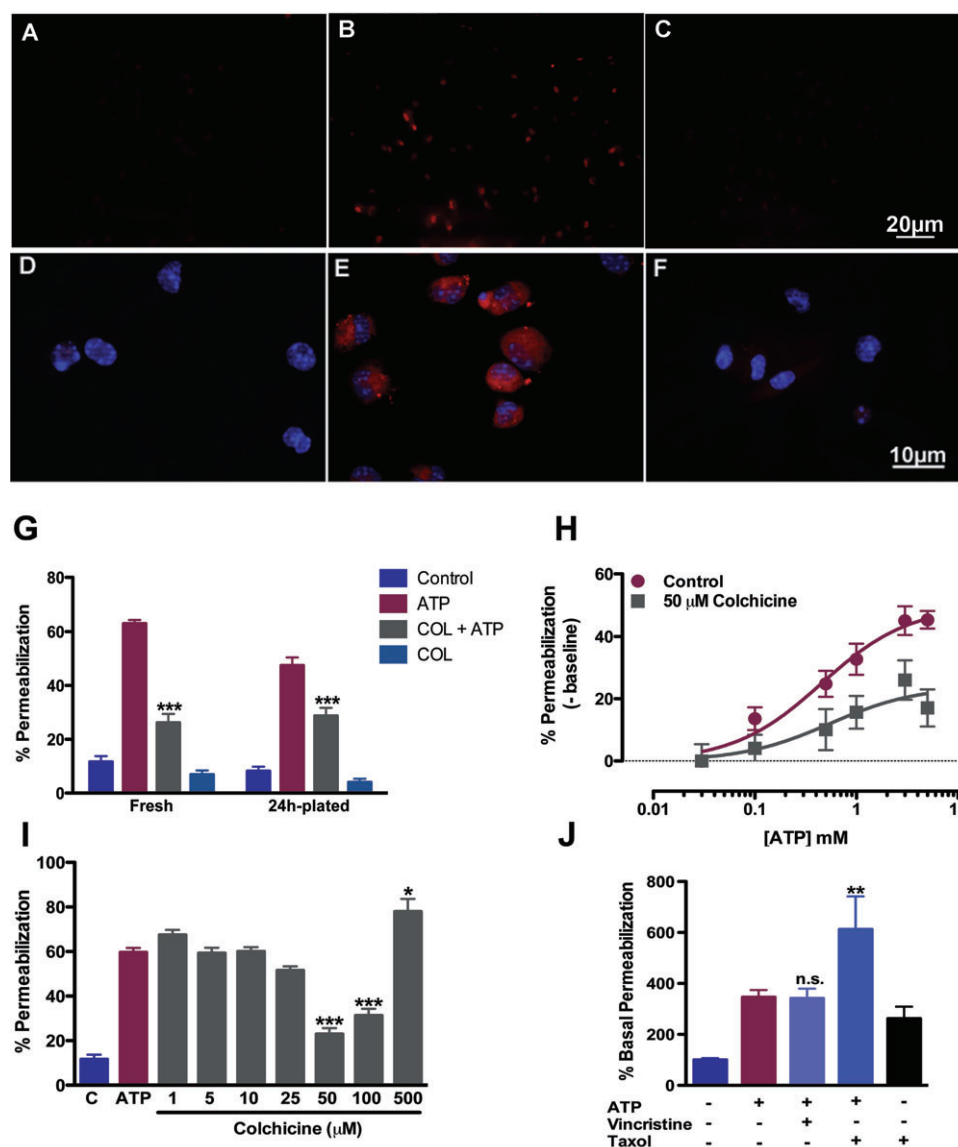 A B C
20μm
D E F
10μm
G
80
60
40
20
0
% Permeabilization
Fresh 24h-plated
Control
ATP
COL + ATP
COL
***
***
H
60
40
20
0
% Permeabilization
(- baseline)
Control
50 μM Colchicine
0.01 0.1 1 1
[ATP] mM
I
100
80
60
40
20
0
% Permeabilization
*** *** *
C ATP 1 5 10 25 50 100 500
Colchicine (μM)
J
800
600
400
200
0
% Basal Permeabilization
n.s. **
ATP - + + + -
Vincristine - - + - -
Taxol - - - + +